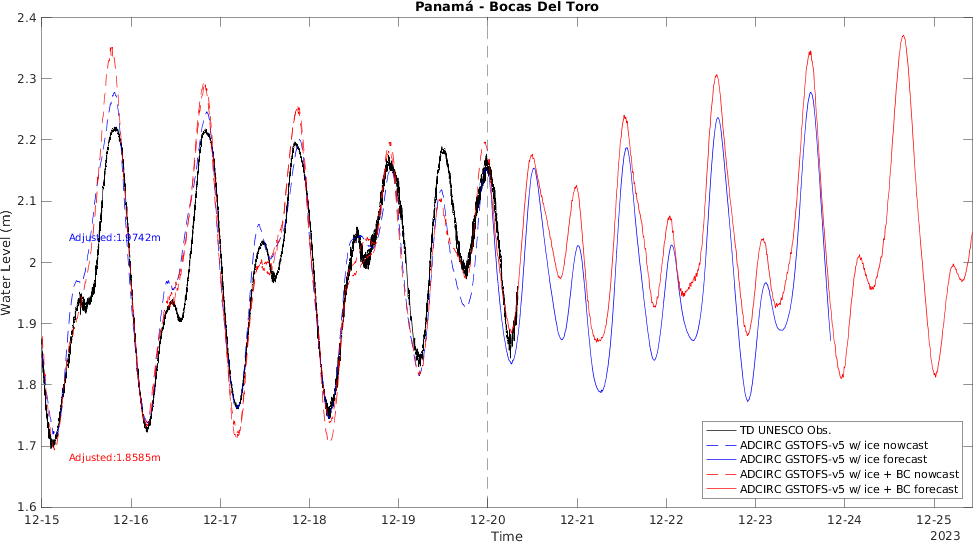 Panamá - Bocas Del Toro
2.4
2.3
2.2
2.1
2
1.9
1.8
1.7
1.6
Water Level (m)
Adjusted:1.9742m
Adjusted:1.8585m
TD UNESCO Obs.
ADCIRC GSTOFS-v5 w/ ice nowcast
ADCIRC GSTOFS-v5 w/ ice forecast
ADCIRC GSTOFS-v5 w/ ice + BC nowcast
ADCIRC GSTOFS-v5 w/ ice + BC forecast
12-15 12-16 12-17 12-18 12-19 12-20 12-21 12-22 12-23 12-24 12-25
Time
2023